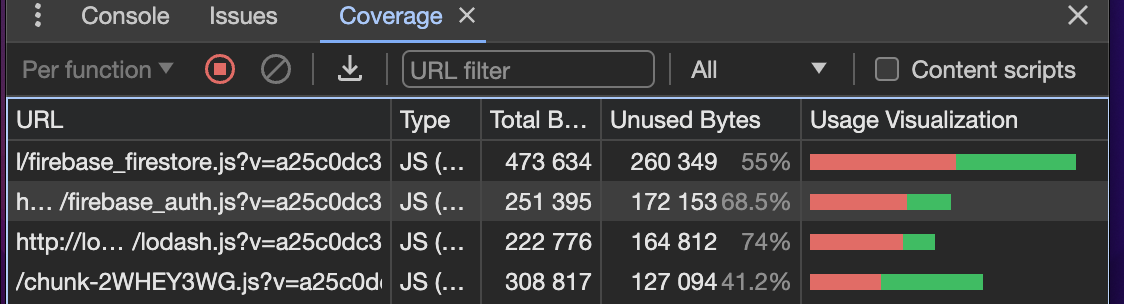 Console Issues Coverage
Per function URL filter All Content scripts
URL Type Total B… Unused Bytes Usage Visualization
l/firebase_firestore.js?v=a25c0dc3 JS (… 473 634 260 349 55%
h… /firebase_auth.js?v=a25c0dc3 JS (… 251 395 172 153 68.5%
http://lo… /lodash.js?v=a25c0dc3 JS (… 222 776 164 812 74%
/chunk-2WHEY3WG.js?v=a25c0d JS (… 308 817 127 094 41.2%